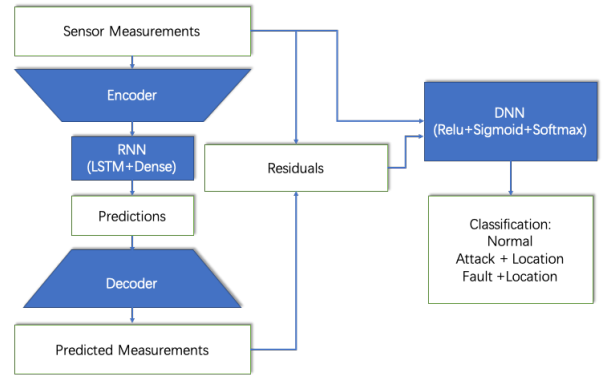 Sensor Measurements
Encoder
RNN
(LSTM+Dense)
Predictions
Decoder
Predicted Measurements
Residuals
DNN
(Relu+Sigmoid+Softmax)
Classification:
Normal
Attack + Location
Fault +Location